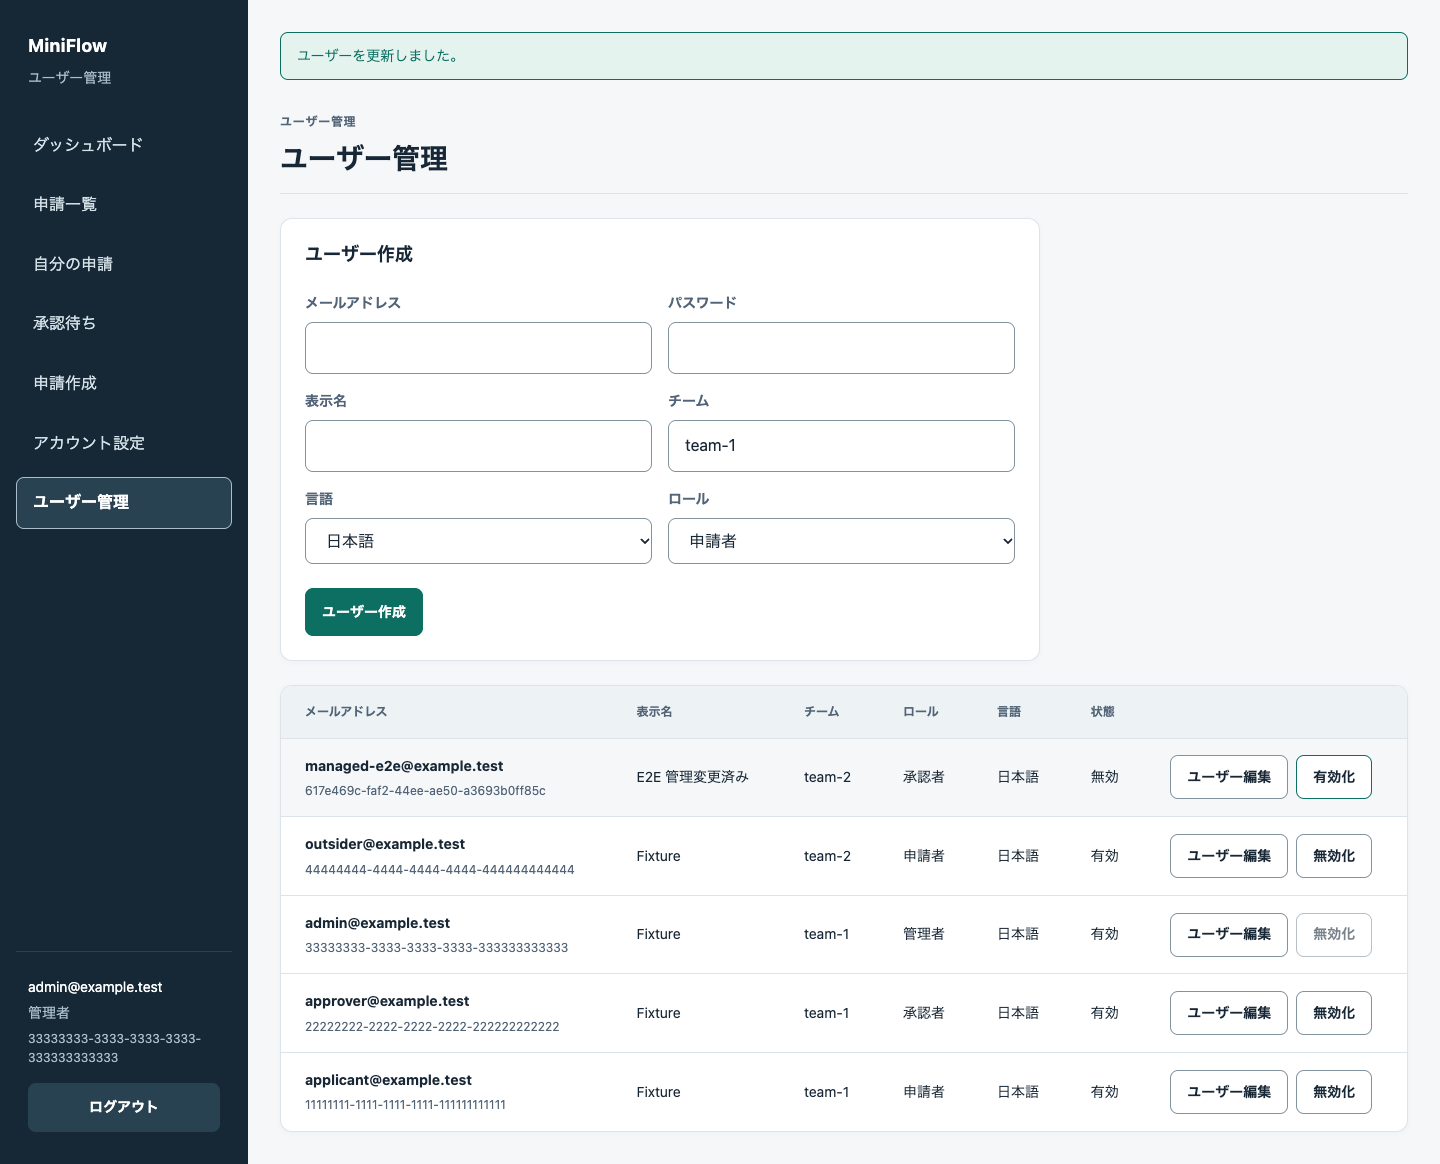 MiniFlow
ユーザー管理
ダッシュボード
申請一覧
自分の申請
承認待ち
申請作成
アカウント設定
ユーザー管理
admin@example.test
管理者
33333333-3333-3333-3333-
333333333333
ログアウト
ユーザーを更新しました。
ユーザー管理
ユーザー管理
ユーザー作成
メールアドレス パスワード
表示名 チーム
team-1
言語 ロール
日本語 申請者
ユーザー作成
メールアドレス 表示名 チーム ロール 言語 状態
managed-e2e@example.test
617e469c-faf2-44ee-ae50-a3693b0ff85c
E2E 管理変更済み team-2 承認者 日本語 無効 ユーザー編集 有効化
outsider@example.test
44444444-4444-4444-4444-444444444444
Fixture team-2 申請者 日本語 有効 ユーザー編集 無効化
admin@example.test
33333333-3333-3333-3333-333333333333
Fixture team-1 管理者 日本語 有効 ユーザー編集 無効化
approver@example.test
22222222-2222-2222-2222-222222222222
Fixture team-1 承認者 日本語 有効 ユーザー編集 無効化
applicant@example.test
11111111-1111-1111-1111-111111111111
Fixture team-1 申請者 日本語 有効 ユーザー編集 無効化